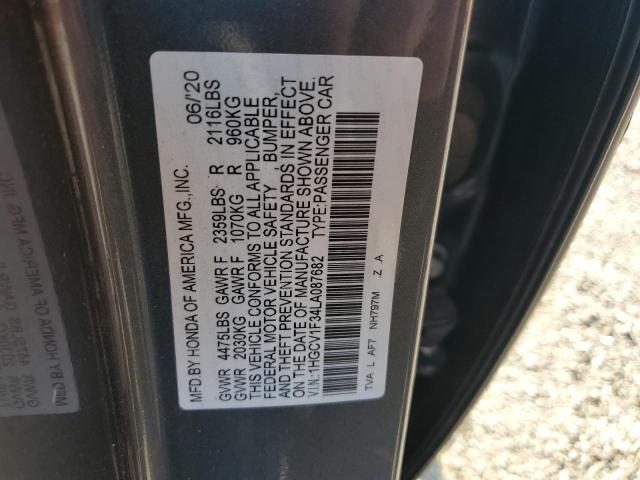 MFD.BY HONDA OF AMERICA MFG.,INC. 06/'20
GVWR 4475LBS GAWR F 2359LBS R 2116LBS
GVWR 2030KG GAWR F 1070KG R 960KG
THIS VEHICLE CONFORMS TO ALL APPLICABLE
FEDERAL MOTOR VEHICLE SAFETY , BUMPER,
AND THEFT PREVENTION STANDARDS IN EFFECT
ON THE DATE OF MANUFACTURE SHOWN ABOVE.
V.I.N.:1HGCV1F34LA087682 TYPE:PASSENGER CAR
TVA L AF7 NH797M Z .A